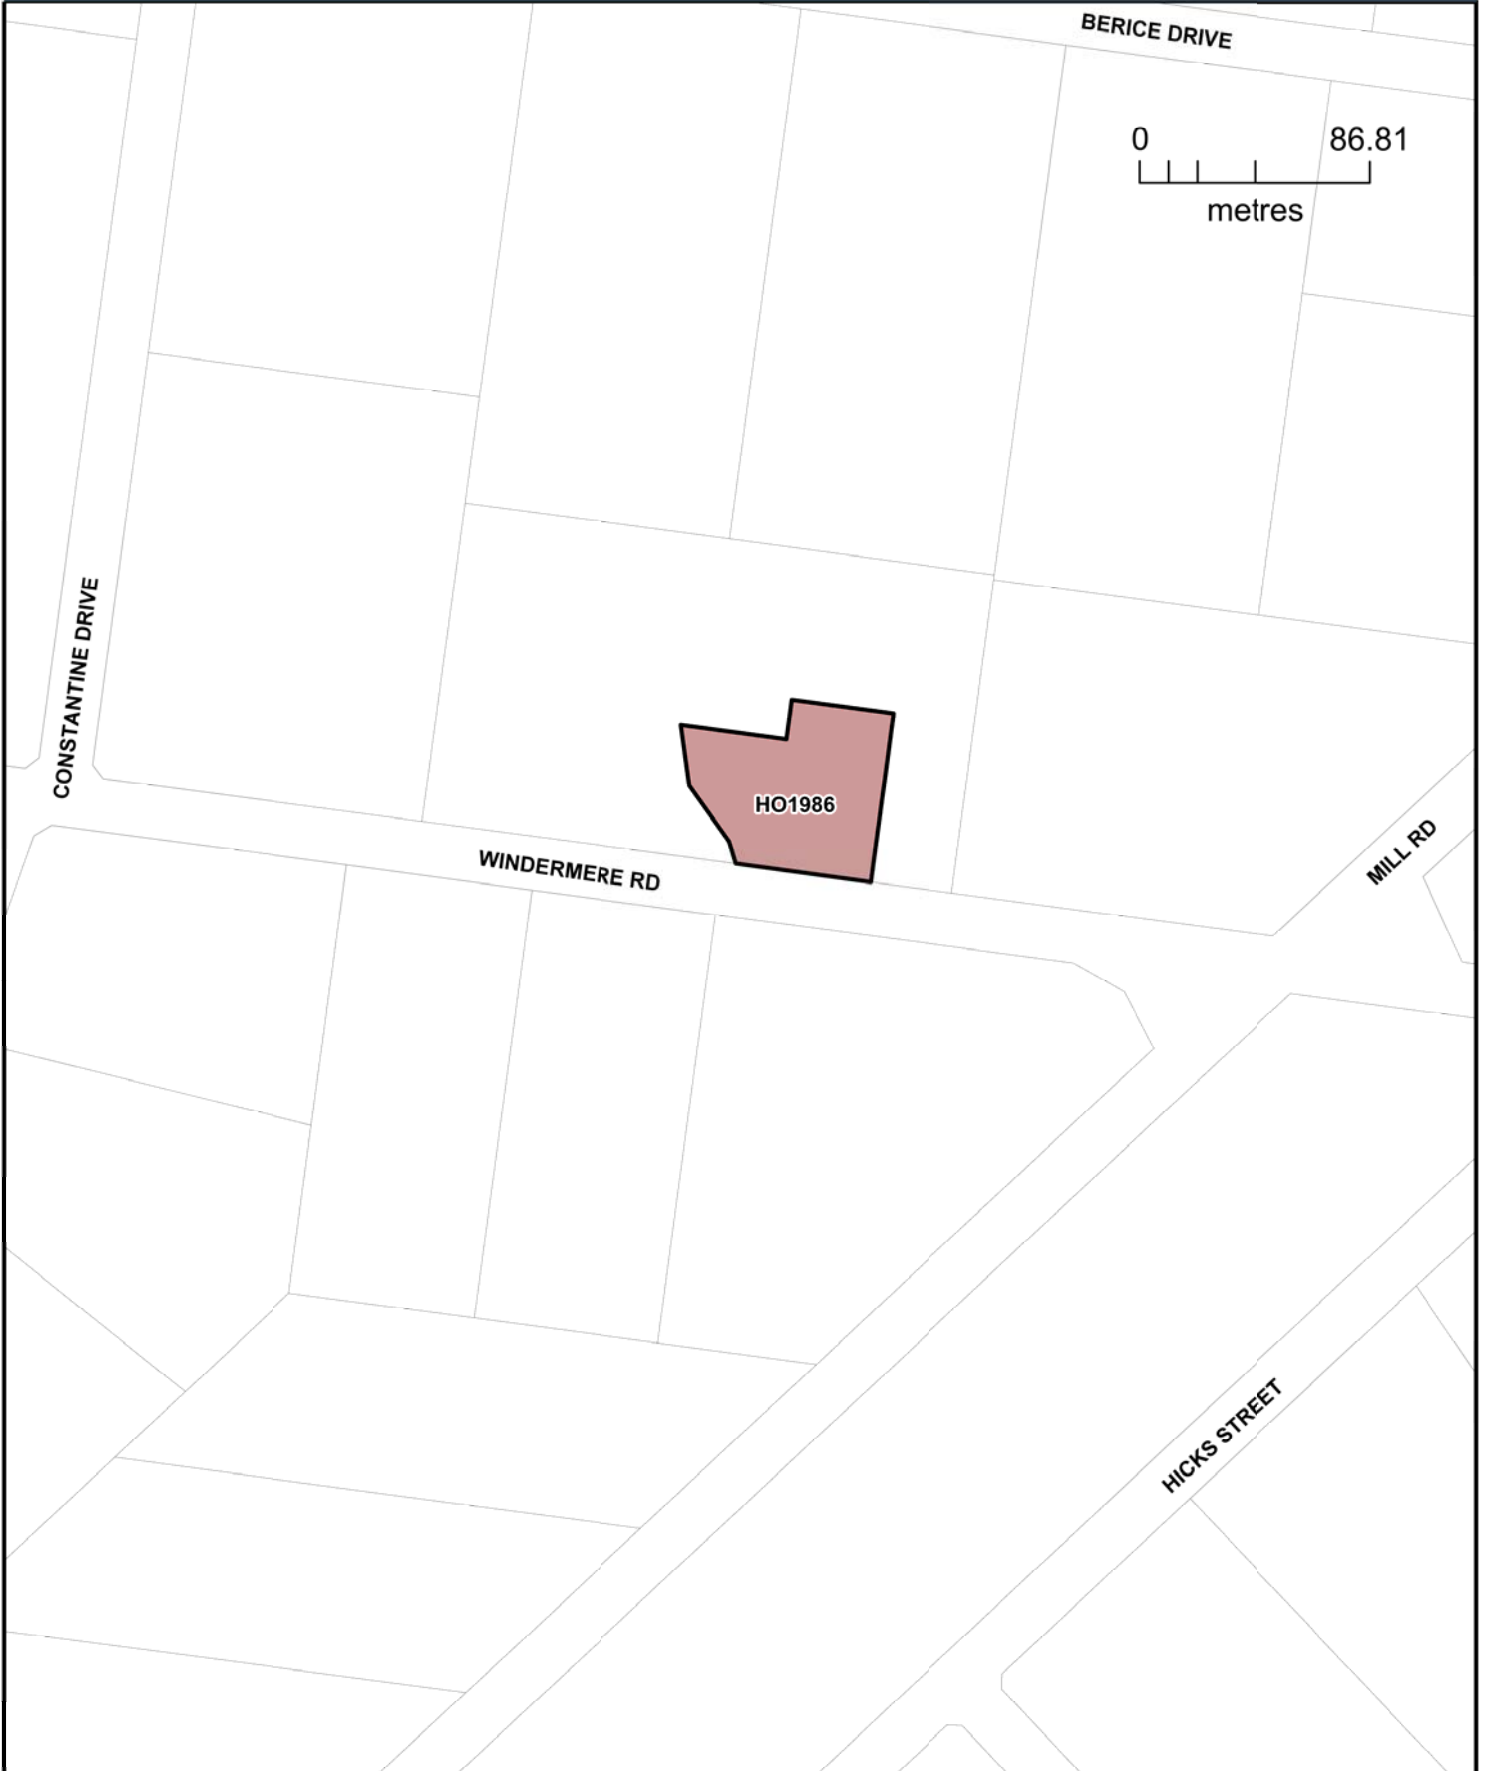 BERICE DRIVE
0 86.81
metres
CONSTANTINE DRIVE
HO1986
WINDERMERE RD
MILL RD
HICKS STREET